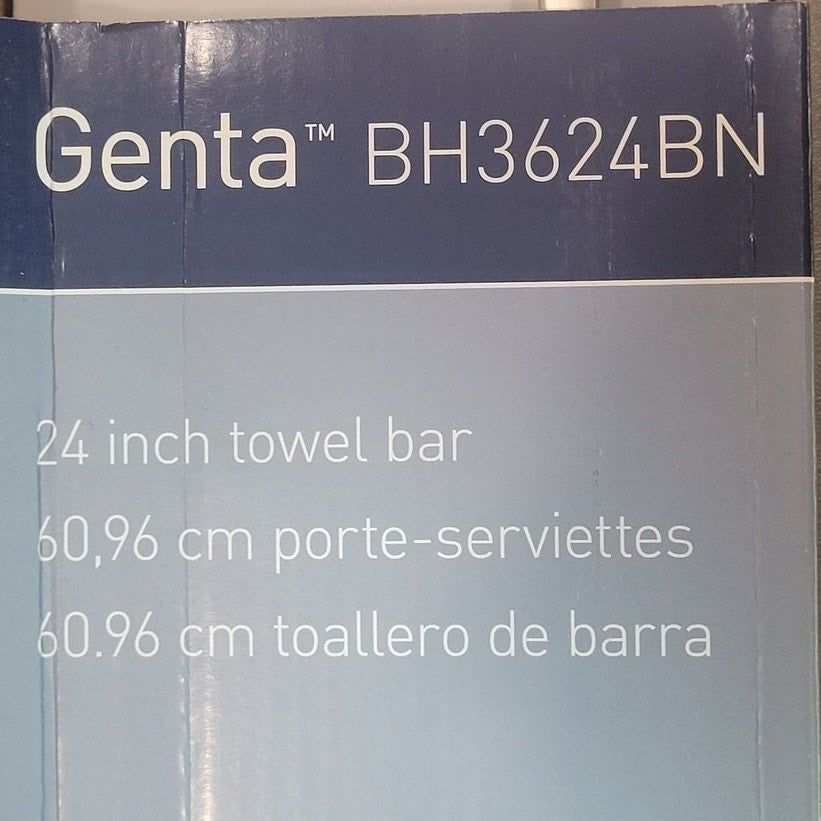 Genta™ BH3624BN
24 inch towel bar
60,96 cm porte-serviettes
60.96 cm toallero de barra